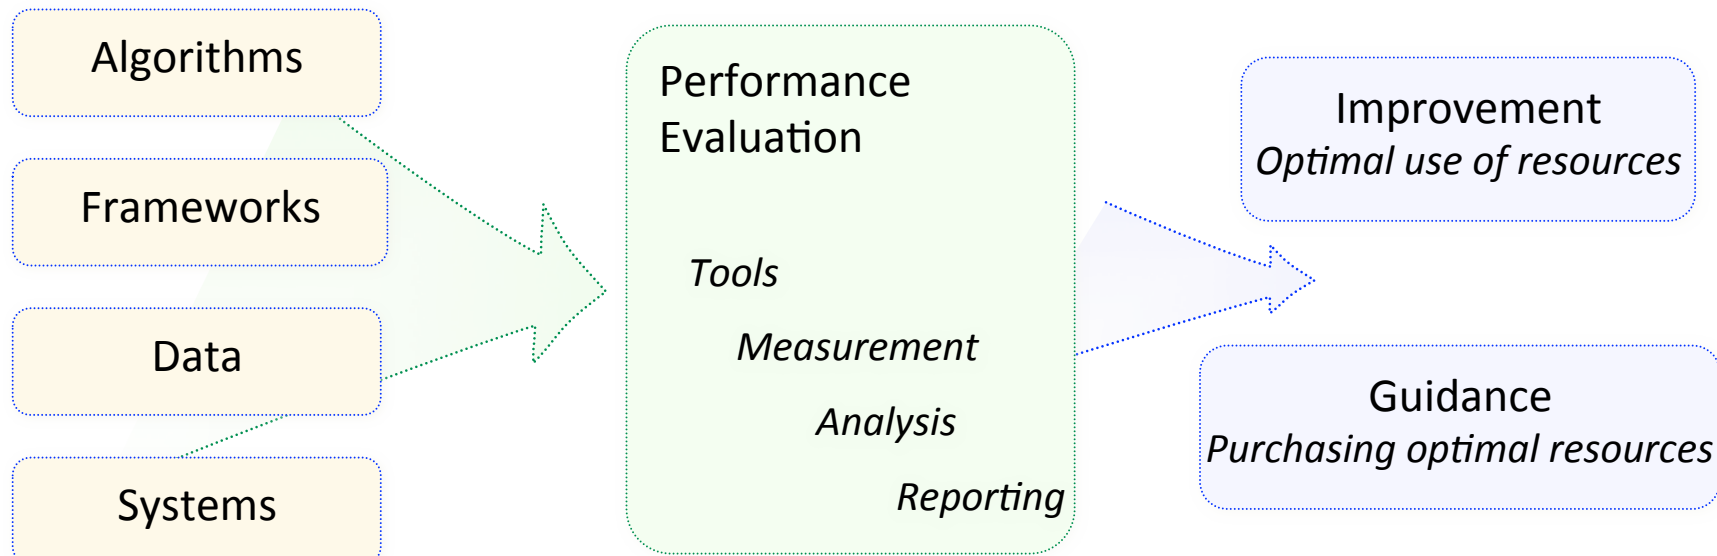 Algorithms
Frameworks
Data
Systems
Performance
Evaluation
Tools
Measurement
Analysis
Reporting
Improvement
Optimal use of resources
Guidance
Purchasing optimal resources